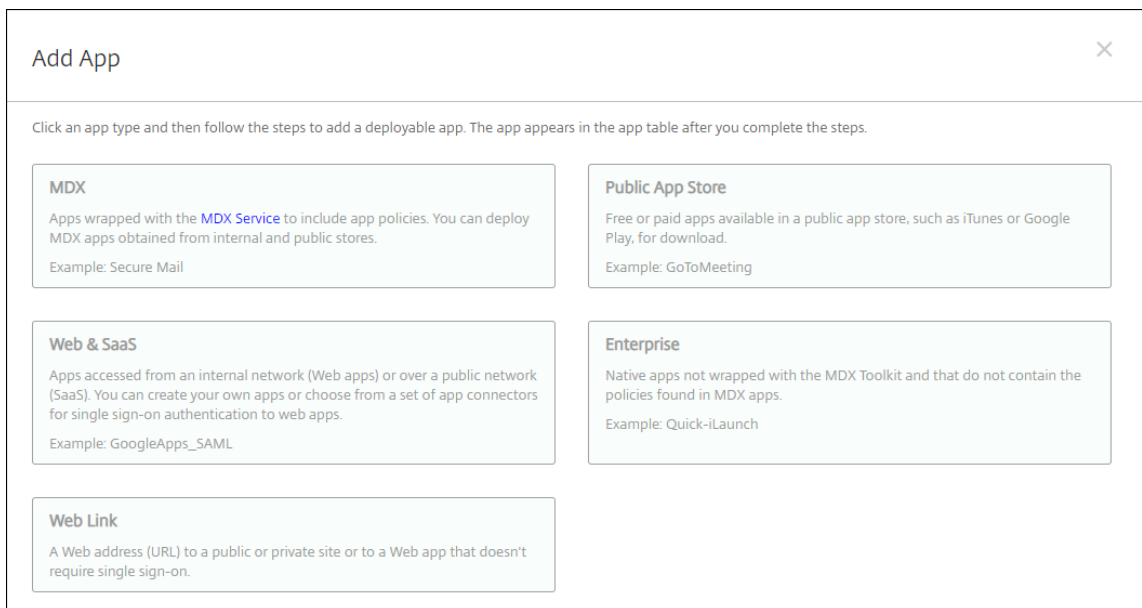 Add App
Click an app type and then follow the steps to add a deployable app. The app appears in the app table after you complete the steps.
MDX
Apps wrapped with the MDX Service to include app policies. You can deploy
MDX apps obtained from internal and public stores.
Example: Secure Mail
Public App Store
Free or paid apps available in a public app store, such as iTunes or Google
Play, for download.
Example: GoToMeeting
Web & SaaS
Apps accessed from an internal network (Web apps) or over a public network
(SaaS). You can create your own apps or choose from a set of app connectors
for single sign-on authentication to web apps.
Example: GoogleApps_SAML
Enterprise
Native apps not wrapped with the MDX Toolkit and that do not contain the
policies found in MDX apps.
Example: Quick-iLaunch
Web Link
A Web address (URL) to a public or private site or to a Web app that doesn't
require single sign-on.